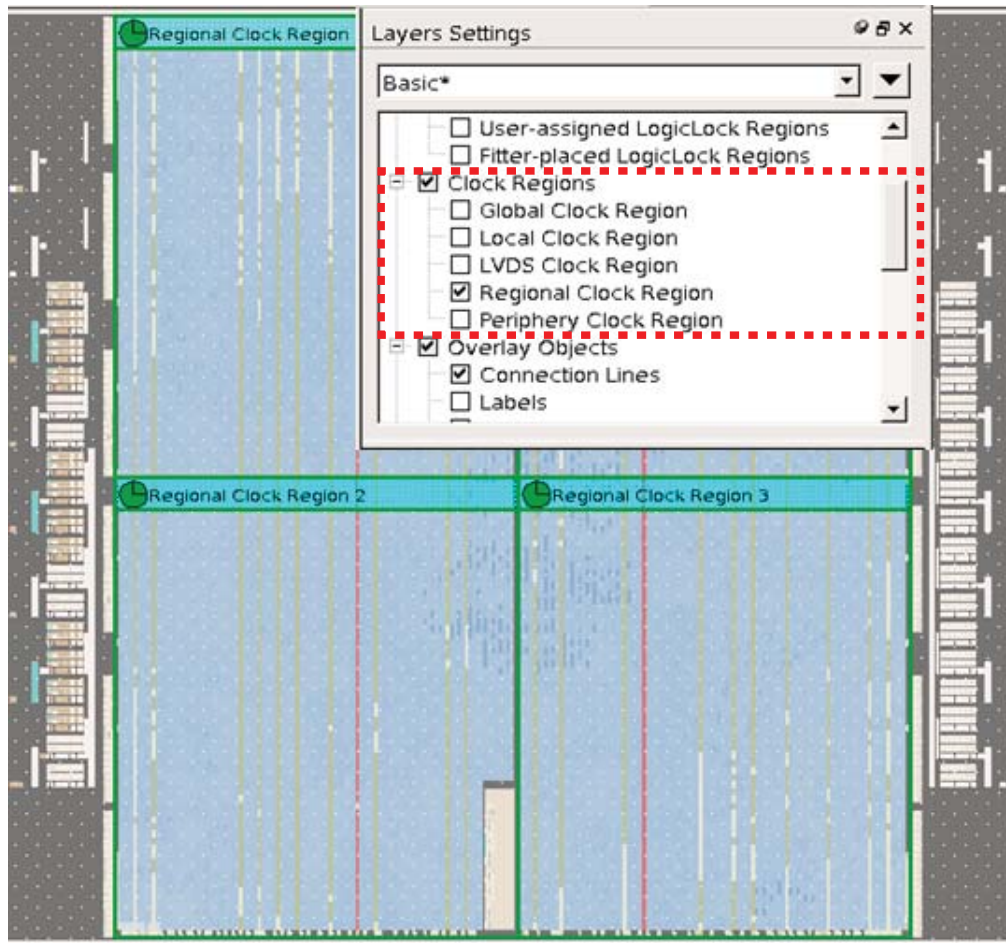 Regional Clock Region
Layers Settings
Basic*
User-assigned LogicLock Regions
Fitter-placed LogicLock Regions
Clock Regions
Global Clock Region
Local Clock Region
LVDS Clock Region
Regional Clock Region
Periphery Clock Region
Overlay Objects
Connection Lines
Labels
Regional Clock Region 2
Regional Clock Region 3